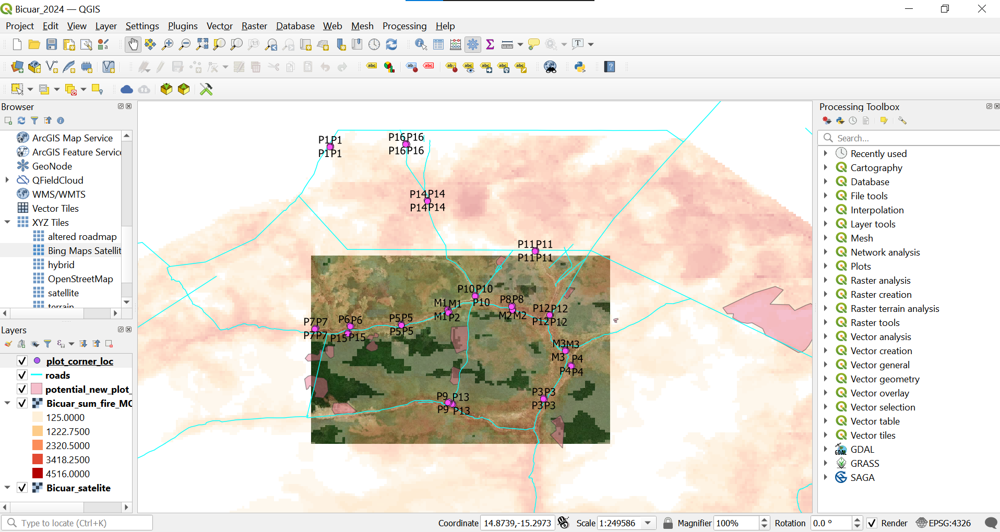 Bicuar_2024 — QGIS
Project Edit View Layer Settings Plugins Vector Raster Database Web Mesh Processing Help
Browser
ArcGIS Map Service
ArcGIS Feature Service
GeoNode
QFieldCloud
WMS/WMTS
Vector Tiles
XYZ Tiles
altered roadmap
Bing Maps Satellit
hybrid
OpenStreetMap
satellite
terrain
Layers
plot_corner_loc
roads
potential_new_plot_
Bicuar_sum_fire_MC
125.0000
1222.7500
2320.5000
3418.2500
4516.0000
Bicuar_satelite
P1P1
P1P1
P16P16
P16P16
P14P14
P14P14
P11P11
P11P11
P10P10
P10
M1 M1
M1P2
P8P8
M2M2
P12P12
P12P12
P7P7
P7P7
P6P6
P15P15
P5P5
P5P5
M3M3
M3
P4
P4P4
P9 P13
P9 P13
P3P3
P3P3
Processing Toolbox
Search...
Recently used
Cartography
Database
File tools
Interpolation
Layer tools
Mesh
Network analysis
Plots
Raster analysis
Raster creation
Raster terrain analysis
Raster tools
Vector analysis
Vector creation
Vector general
Vector geometry
Vector overlay
Vector selection
Vector table
Vector tiles
GDAL
GRASS
SAGA
Type to locate (Ctrl+K)
Coordinate 14.8739,-15.2973 Scale 1:249586 Magnifier 100% Rotation 0.0 ° Render EPSG:4326